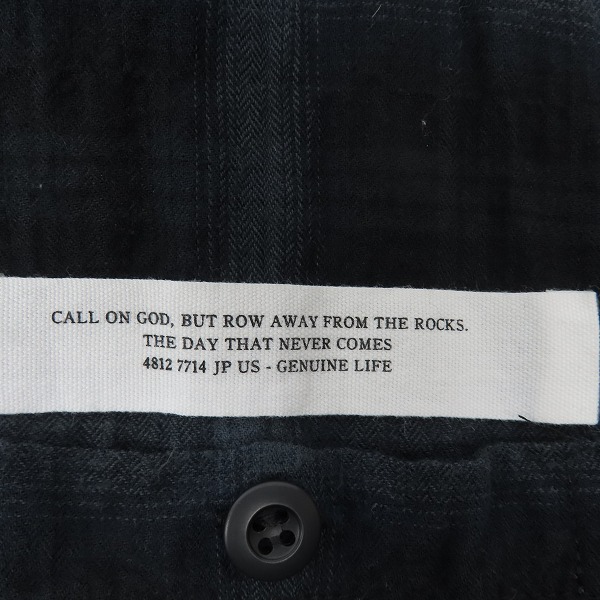 CALL ON GOD, BUT ROW AWAY FROM THE ROCKS.
THE DAY THAT NEVER COMES
4812 7714 JP US - GENUINE LIFE